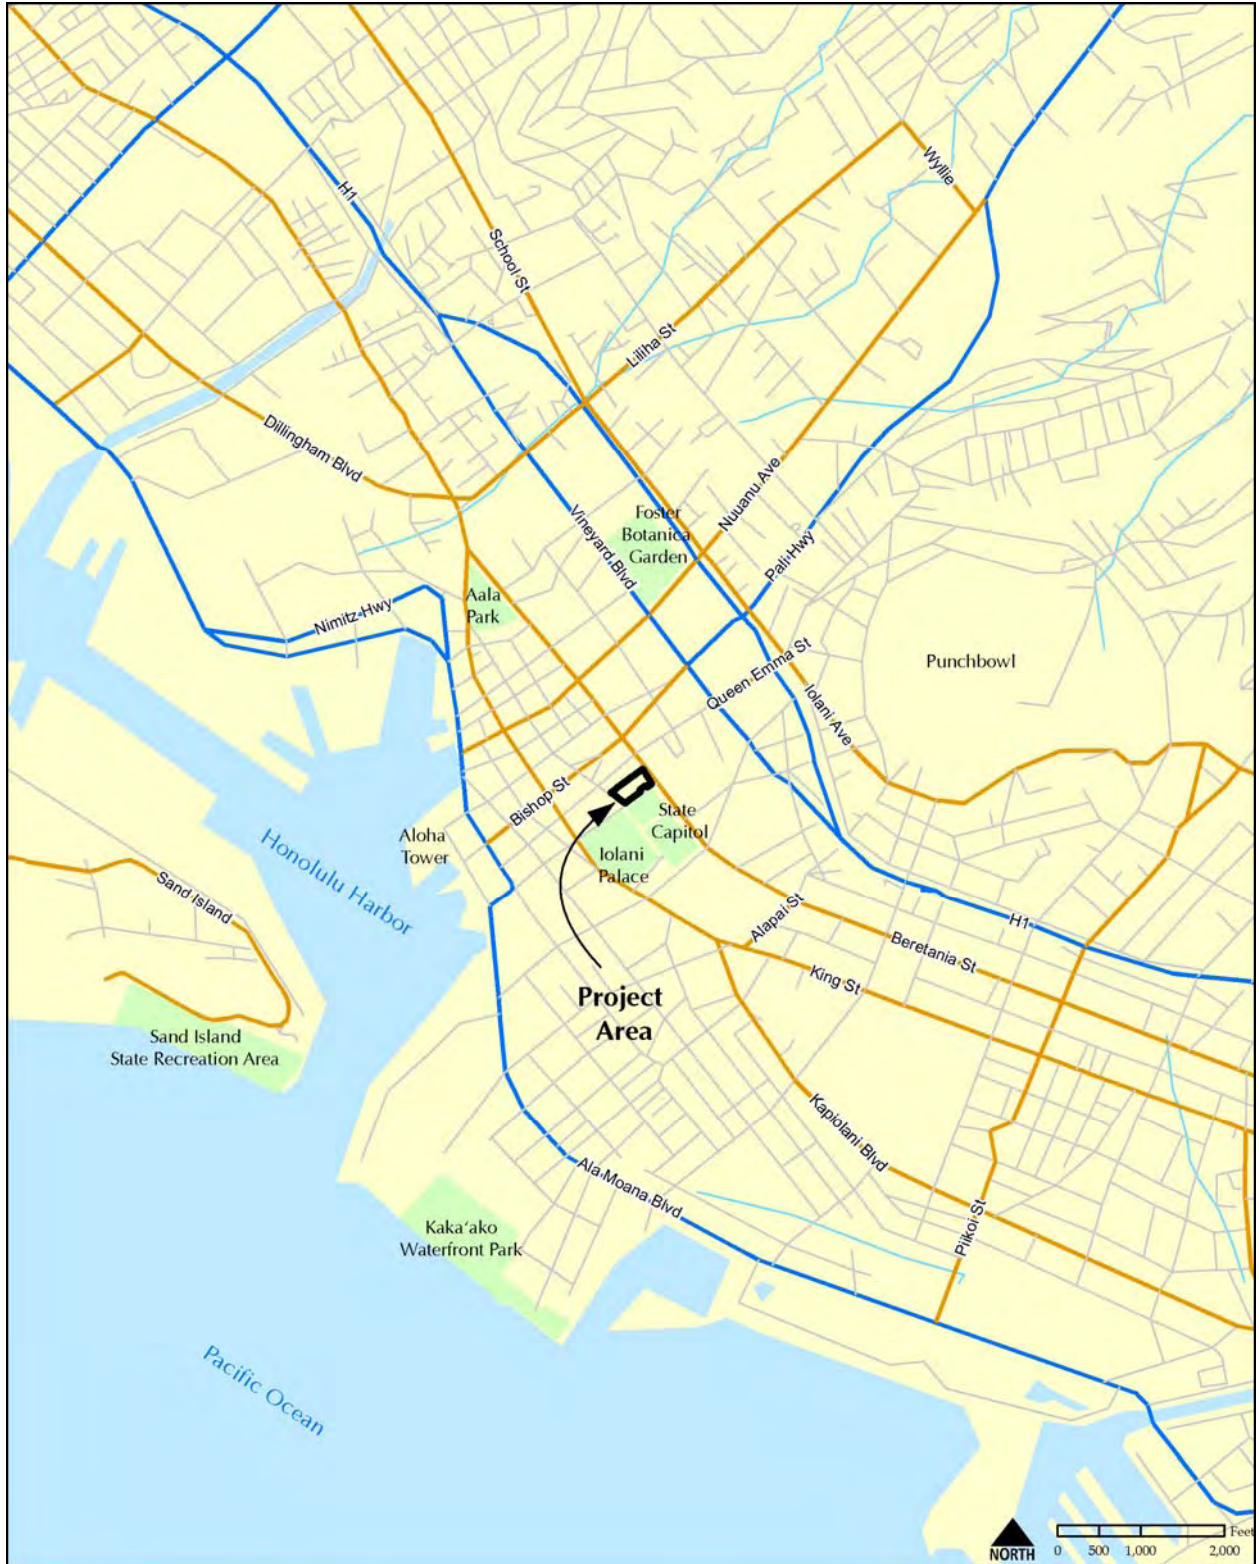 Wyllie
H1
School St
Liliha St
Dillingham Blvd
Nuuanu Ave
Foster
Botanica
Garden
Vineyard Blvd
Pali Hwy
Aala
Park
Nimitz Hwy
Queen Emma St
Punchbowl
Iolani Ave
Bishop St
State
Capitol
Aloha
Tower
Iolani
Palace
Honolulu Harbor
Sand Island
Alapai St
H1
Beretania St
King St
Project
Area
Sand Island
State Recreation Area
Kapiolani Blvd
Ala Moana Blvd
Piikoi St
Kakaʻako
Waterfront Park
Pacific Ocean
NORTH
Feet
0 500 1,000 2,000